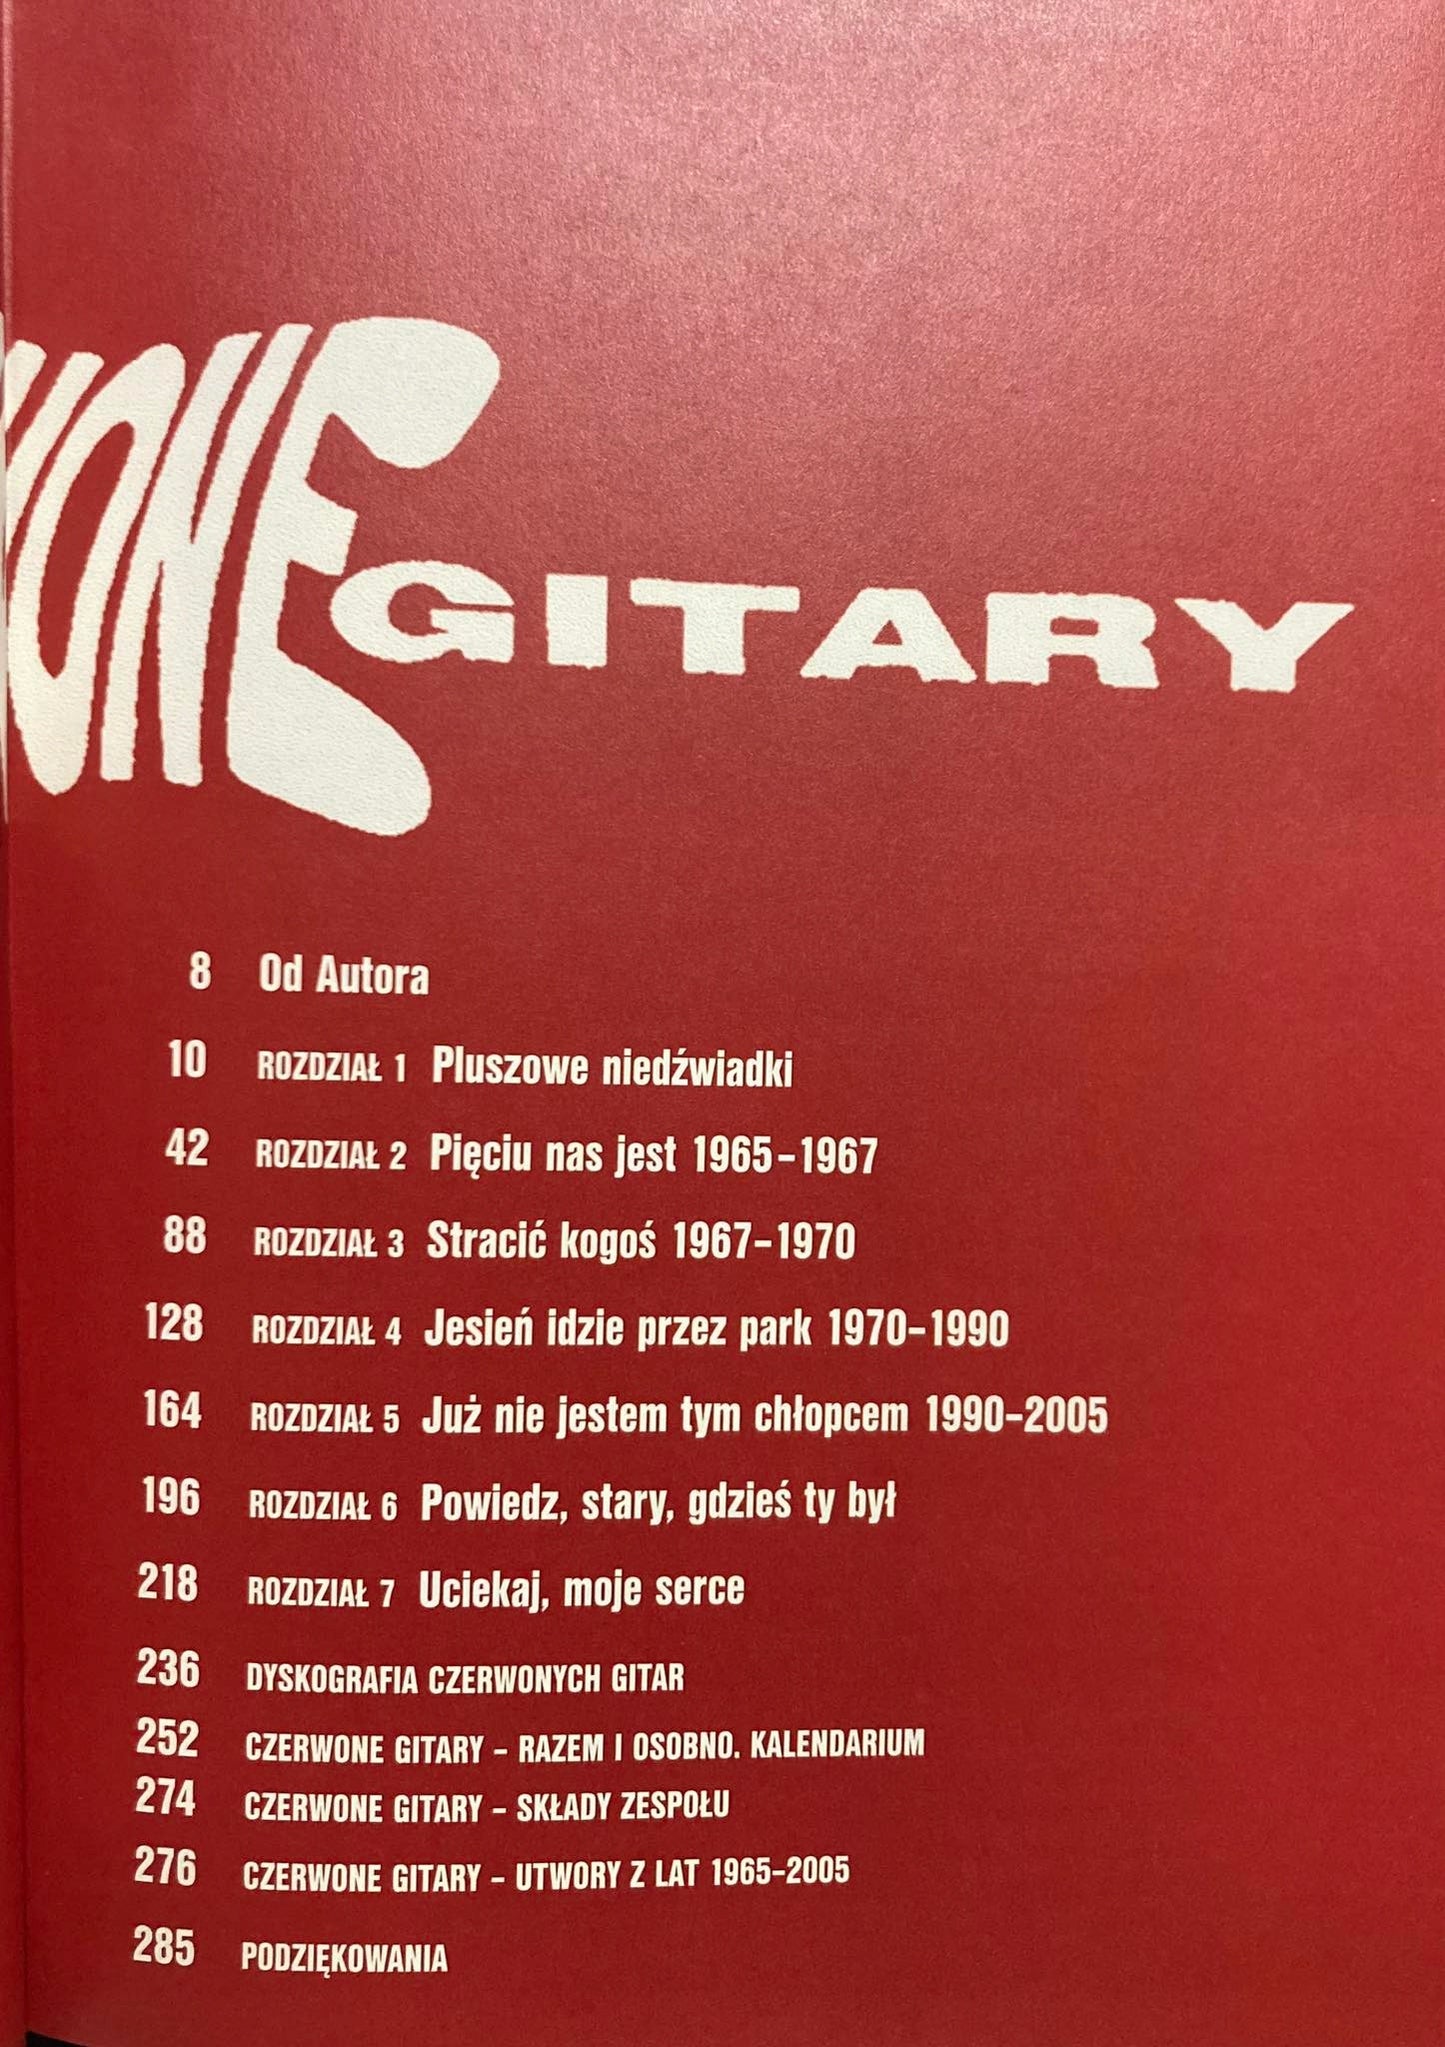 ONE GITARY
8 Od Autora
10 ROZDZIAŁ 1 Pluszowe niedźwiadki
42 ROZDZIAŁ 2 Pięciu nas jest 1965-1967
88 ROZDZIAŁ 3 Stracić kogoś 1967-1970
128 ROZDZIAŁ 4 Jesień idzie przez park 1970-1990
164 ROZDZIAŁ 5 Już nie jestem tym chłopcem 1990-2005
196 ROZDZIAŁ 6 Powiedz, stary, gdzieś ty był
218 ROZDZIAŁ 7 Uciekaj, moje serce
236 DYSKOGRAFIA CZERWONYCH GITAR
252 CZERWONE GITARY - RAZEM I OSOBNO. KALENDARIUM
274 CZERWONE GITARY - SKŁADY ZESPOŁU
276 CZERWONE GITARY - UTWORY Z LAT 1965-2005
285 PODZIĘKOWANIA